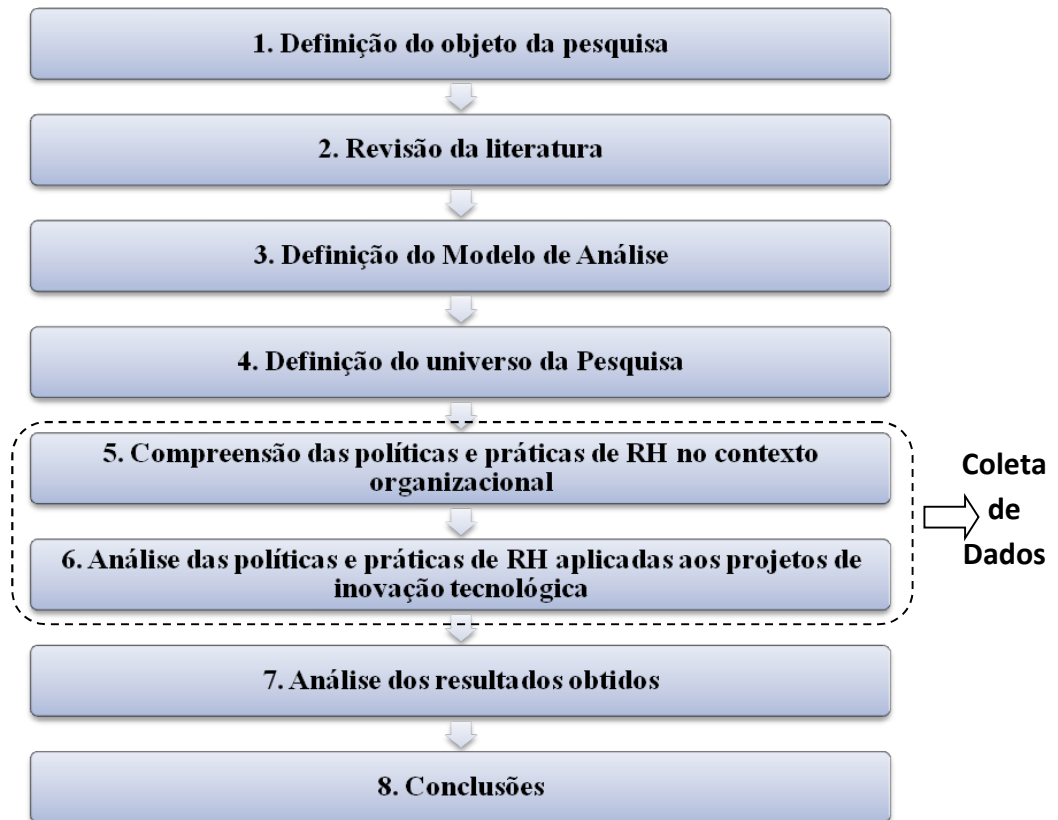 1. Definição do objeto da pesquisa
2. Revisão da literatura
3. Definição do Modelo de Análise
4. Definição do universo da Pesquisa
5. Compreensão das políticas e práticas de RH no contexto
organizacional
6. Análise das políticas e práticas de RH aplicadas aos projetos de
inovação tecnológica
Coleta
de
Dados
7. Análise dos resultados obtidos
8. Conclusões